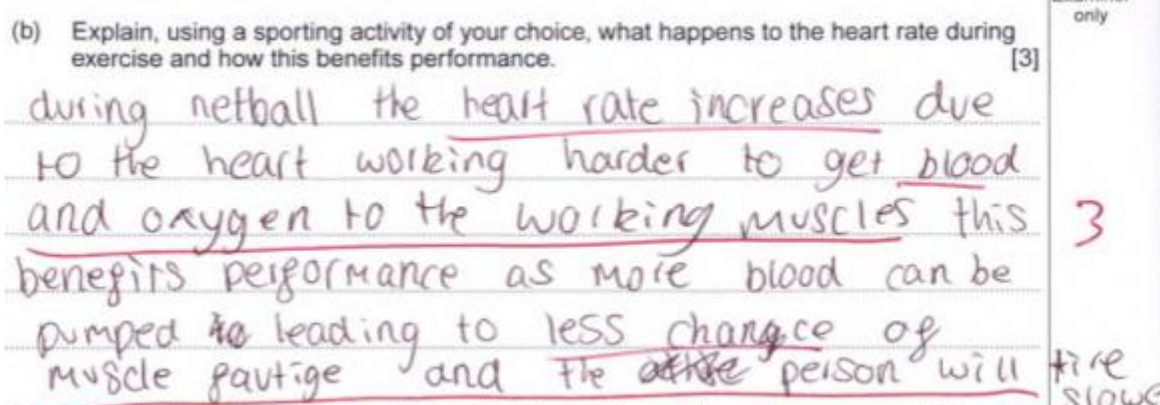 only
(b) Explain, using a sporting activity of your choice, what happens to the heart rate during
exercise and how this benefits performance. [3]
during netball the heart rate increases due
to the heart working harder to get blood
and oxygen to the working muscles this 3
benefits performance as more blood can be
pumped leading to less chance of
muscle fautige and the person will tire